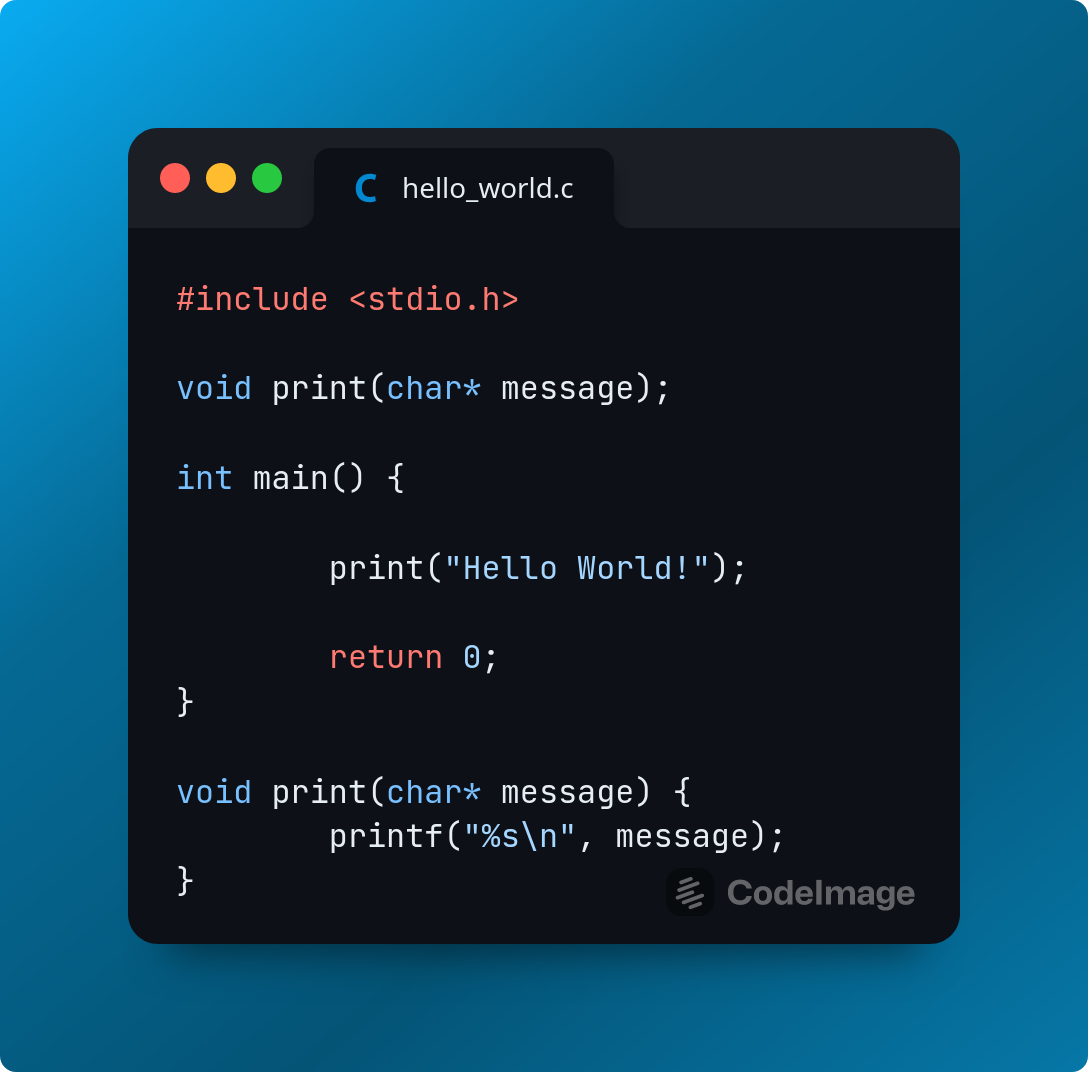 hello_world.c
#include <stdio.h>
void print(char* message);
int main() {
print("Hello World!");
return 0;
}
void print(char* message) {
printf("%s\n", message);
}
CodeImage